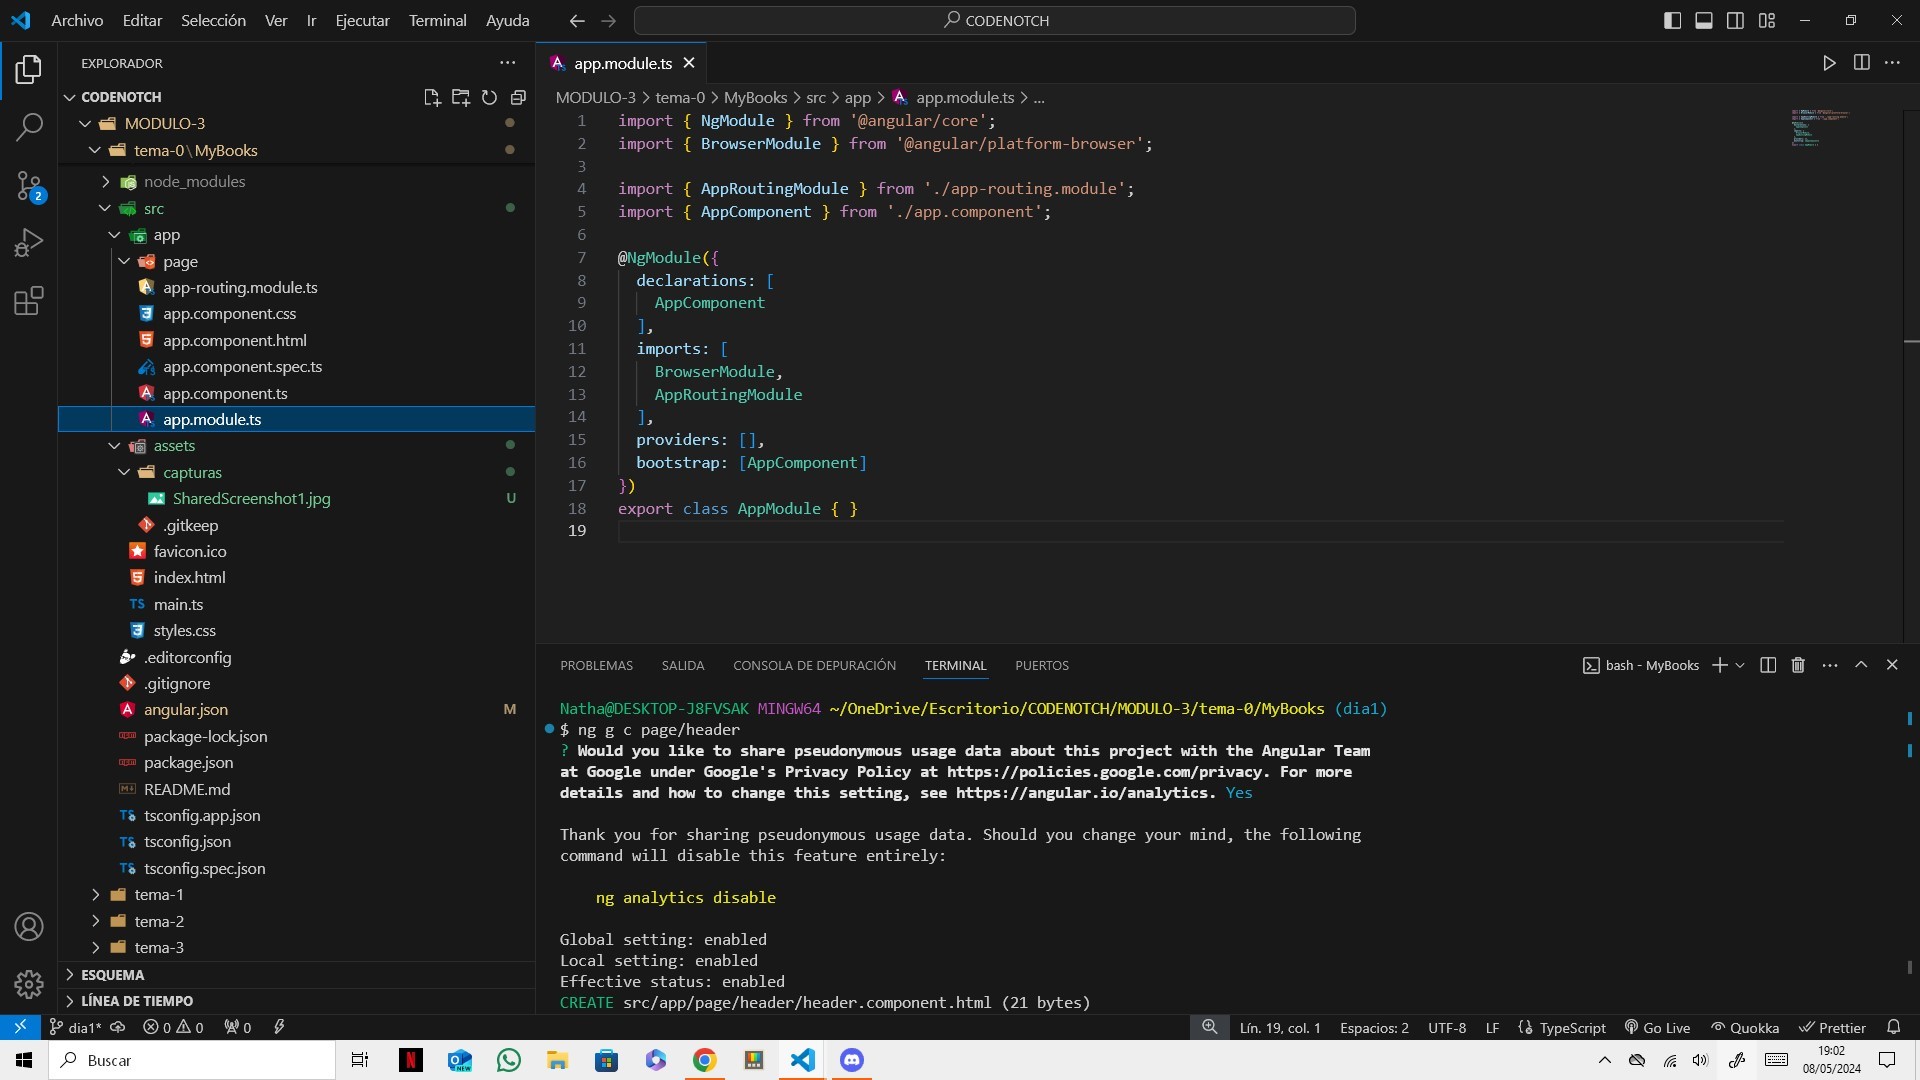 Archivo Editar Selección Ver Ir Ejecutar Terminal Ayuda
CODENOTCH
EXPLORADOR
CODENOTCH
MODULO-3
tema-0\MyBooks
node_modules
src
app
page
app-routing.module.ts
app.component.css
app.component.html
app.component.spec.ts
app.component.ts
app.module.ts
assets
capturas
SharedScreenshot1.jpg U
.gitkeep
favicon.ico
index.html
TS main.ts
styles.css
.editorconfig
.gitignore
angular.json M
package-lock.json
package.json
README.md
tsconfig.app.json
tsconfig.json
tsconfig.spec.json
tema-1
tema-2
tema-3
ESQUEMA
LÍNEA DE TIEMPO
2
app.module.ts
MODULO-3 > tema-0 > MyBooks > src > app > app.module.ts > ...
1 import { NgModule } from '@angular/core';
2 import { BrowserModule } from '@angular/platform-browser';
3
4 import { AppRoutingModule } from './app-routing.module';
5 import { AppComponent } from './app.component';
6
7 @NgModule({
8 declarations: [
9 AppComponent
10 ],
11 imports: [
12 BrowserModule,
13 AppRoutingModule
14 ],
15 providers: [],
16 bootstrap: [AppComponent]
17 })
18 export class AppModule { }
19
PROBLEMAS SALIDA CONSOLA DE DEPURACIÓN TERMINAL PUERTOS
bash - MyBooks
Natha@DESKTOP-J8FVSAK MINGW64 ~/OneDrive/Escritorio/CODENOTCH/MODULO-3/tema-0/MyBooks (dia1)
$ ng g c page/header
? Would you like to share pseudonymous usage data about this project with the Angular Team
at Google under Google's Privacy Policy at https://policies.google.com/privacy. For more
details and how to change this setting, see https://angular.io/analytics. Yes
Thank you for sharing pseudonymous usage data. Should you change your mind, the following
command will disable this feature entirely:
ng analytics disable
Global setting: enabled
Local setting: enabled
Effective status: enabled
CREATE src/app/page/header/header.component.html (21 bytes)
dia1* 0 0 0
Lín. 19, col. 1 Espacios: 2 UTF-8 LF TypeScript Go Live Quokka Prettier
Buscar
19:02
08/05/2024